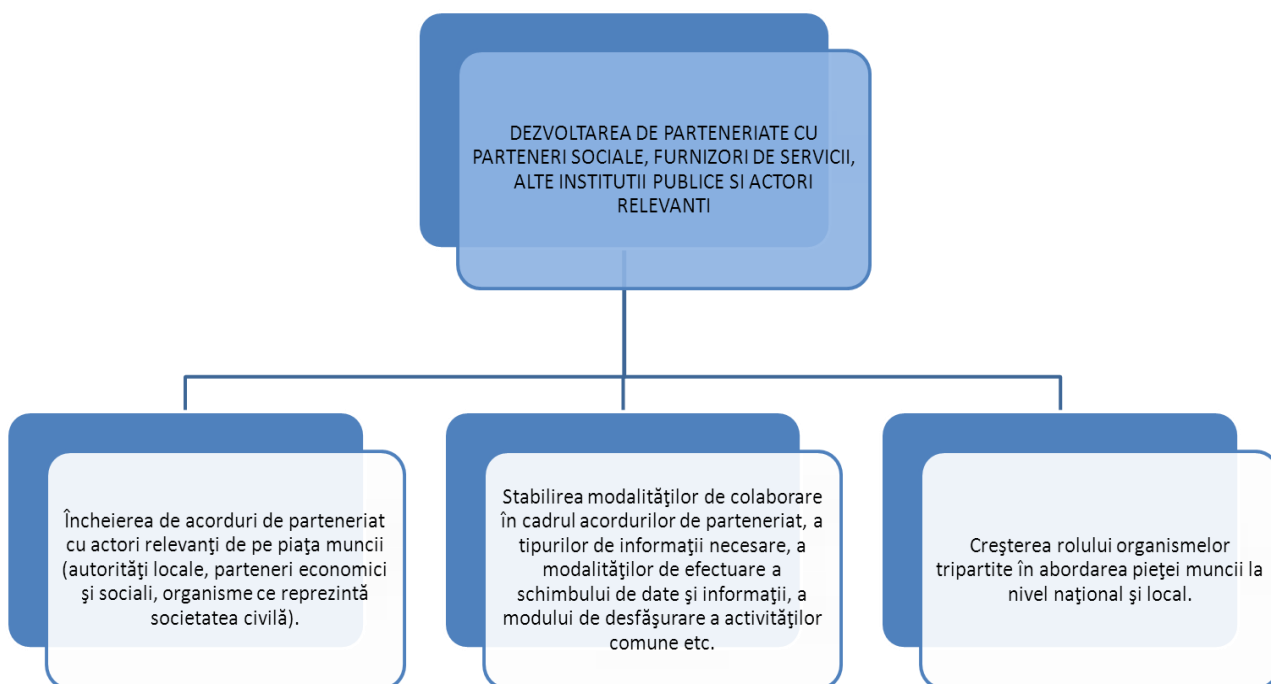 DEZVOLTAREA DE PARTENERIATE CU
PARTENERI SOCIALE, FURNIZORI DE SERVICII,
ALTE INSTITUTII PUBLICE SI ACTORI
RELEVANTI
Încheierea de acorduri de parteneriat
cu actori relevanţi de pe piaţa muncii
(autorităţi locale, parteneri economici
şi sociali, organisme ce reprezintă
societatea civilă).
Stabilirea modalităţilor de colaborare
în cadrul acordurilor de parteneriat, a
tipurilor de informaţii necesare, a
modalităţilor de efectuare a
schimbului de date şi informaţii, a
modului de desfăşurare a activităţilor
comune etc.
Creşterea rolului organismelor
tripartite în abordarea pieţei muncii la
nivel naţional şi local.